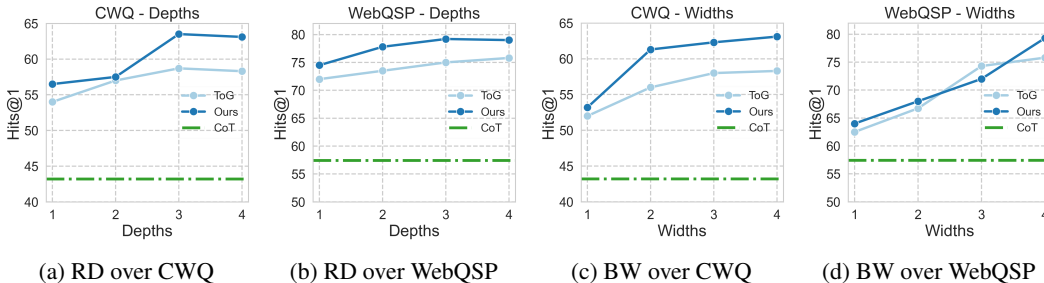 CWQ - Depths
65
60
55
50
45
40
Hits@1
ToG
Ours
CoT
1 2 3 4
Depths
(a) RD over CWQ
WebQSP - Depths
80
75
70
65
60
55
50
Hits@1
ToG
Ours
CoT
1 2 3 4
Depths
(b) RD over WebQSP
CWQ - Widths
65
60
55
50
45
40
Hits@1
ToG
Ours
CoT
1 2 3 4
Widths
(c) BW over CWQ
WebQSP - Widths
80
75
70
65
60
55
50
Hits@1
ToG
Ours
CoT
1 2 3 4
Widths
(d) BW over WebQSP